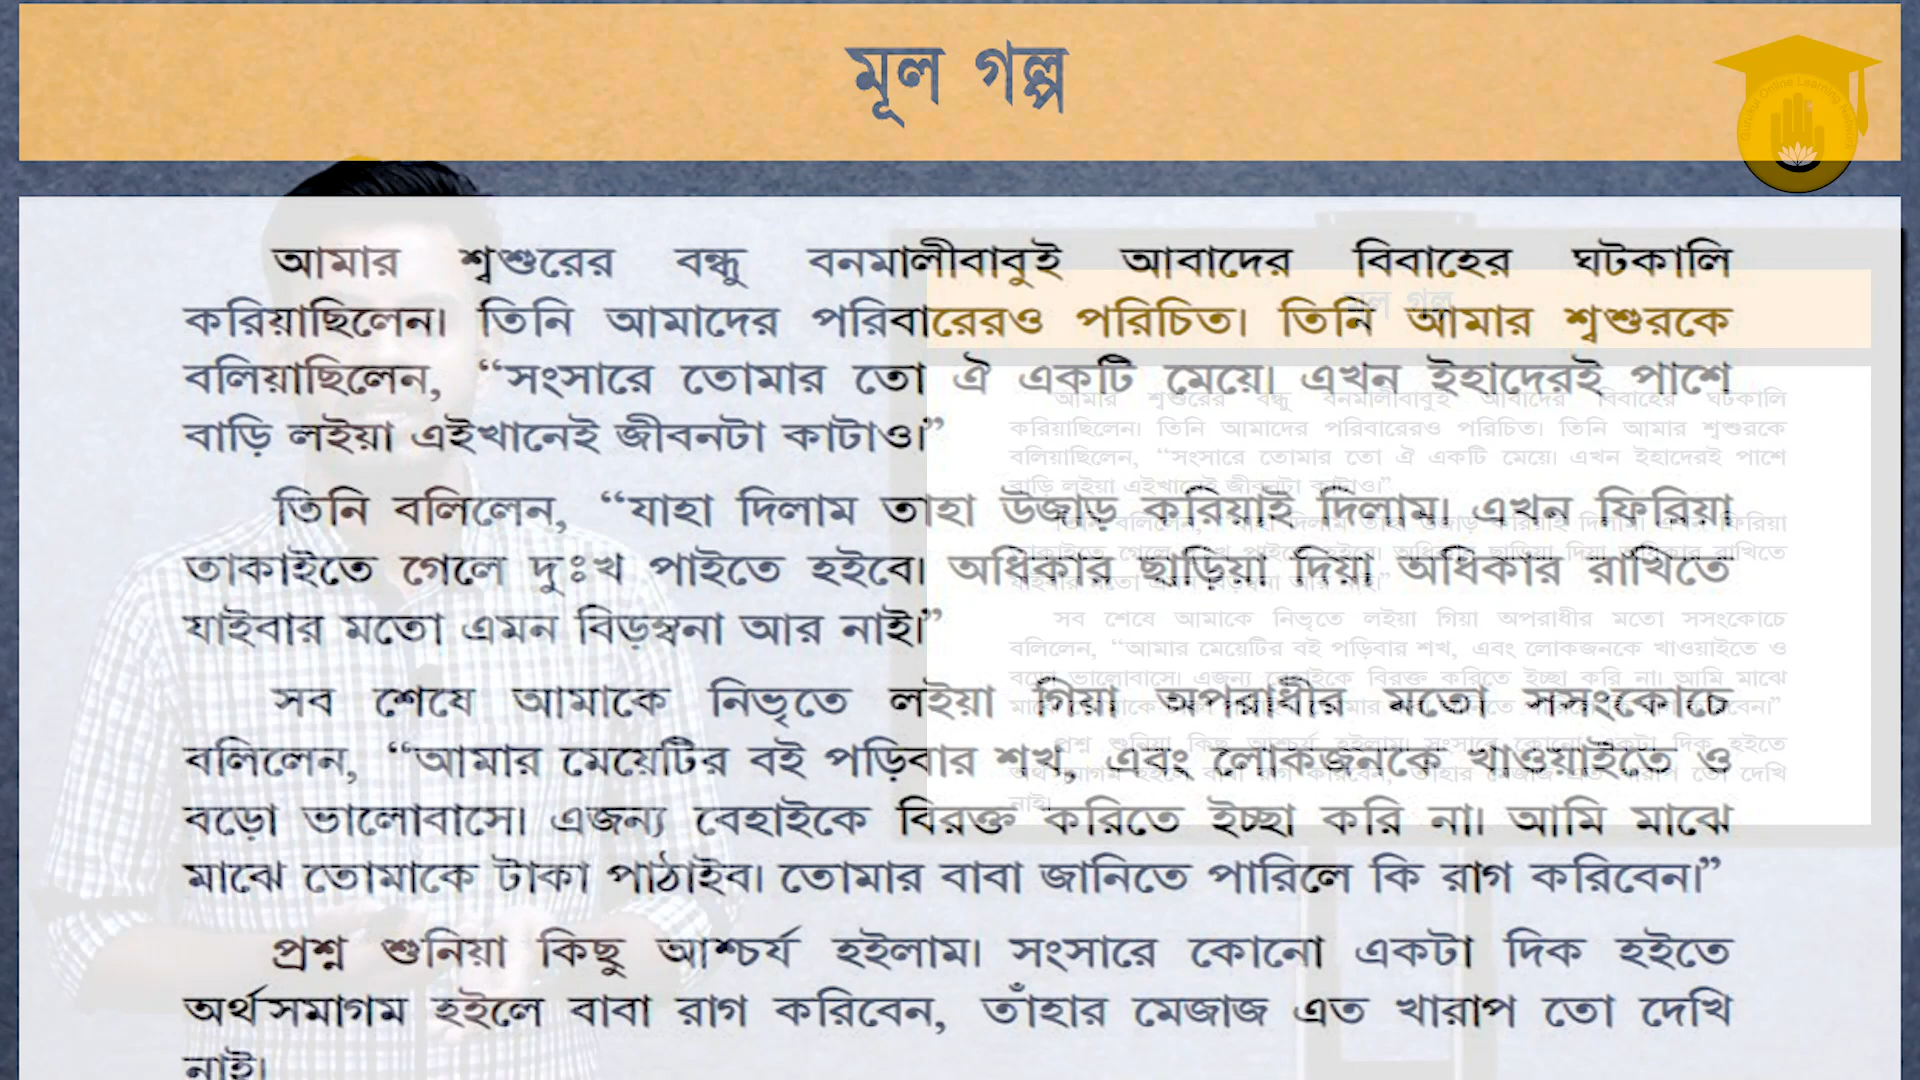 মূল গল্প
আমার শ্বশুরের বন্ধু বনমালীবাবুই আবাদের বিবাহের ঘটকালি
করিয়াছিলেন। তিনি আমাদের পরিবারেরও পরিচিত। তিনি আমার শ্বশুরকে
বলিয়াছিলেন, “সংসারে তোমার তো ঐ একটি মেয়ে। এখন ইহাদেরই পাশে
বাড়ি লইয়া এইখানেই জীবনটা কাটাও।”
তিনি বলিলেন, “যাহা দিলাম তাহা উজাড় করিয়াই দিলাম। এখন ফিরিয়া
তাকাইতে গেলে দুঃখ পাইতে হইবে। অধিকার ছাড়িয়া দিয়া অধিকার রাখিতে
যাইবার মতো এমন বিড়ম্বনা আর নাই।”
সব শেষে আমাকে নিভৃতে লইয়া গিয়া অপরাধীর মতো সসংকোচে
বলিলেন, “আমার মেয়েটির বই পড়িবার শখ, এবং লোকজনকে খাওয়াইতে ও
বড়ো ভালোবাসে। এজন্য বেহাইকে বিরক্ত করিতে ইচ্ছা করি না। আমি মাঝে
মাঝে তোমাকে টাকা পাঠাইব। তোমার বাবা জানিতে পারিলে কি রাগ করিবেন।”
প্রশ্ন শুনিয়া কিছু আশ্চর্য হইলাম। সংসারে কোনো একটা দিক হইতে
অর্থসমাগম হইলে বাবা রাগ করিবেন, তাঁহার মেজাজ এত খারাপ তো দেখি
নাই।